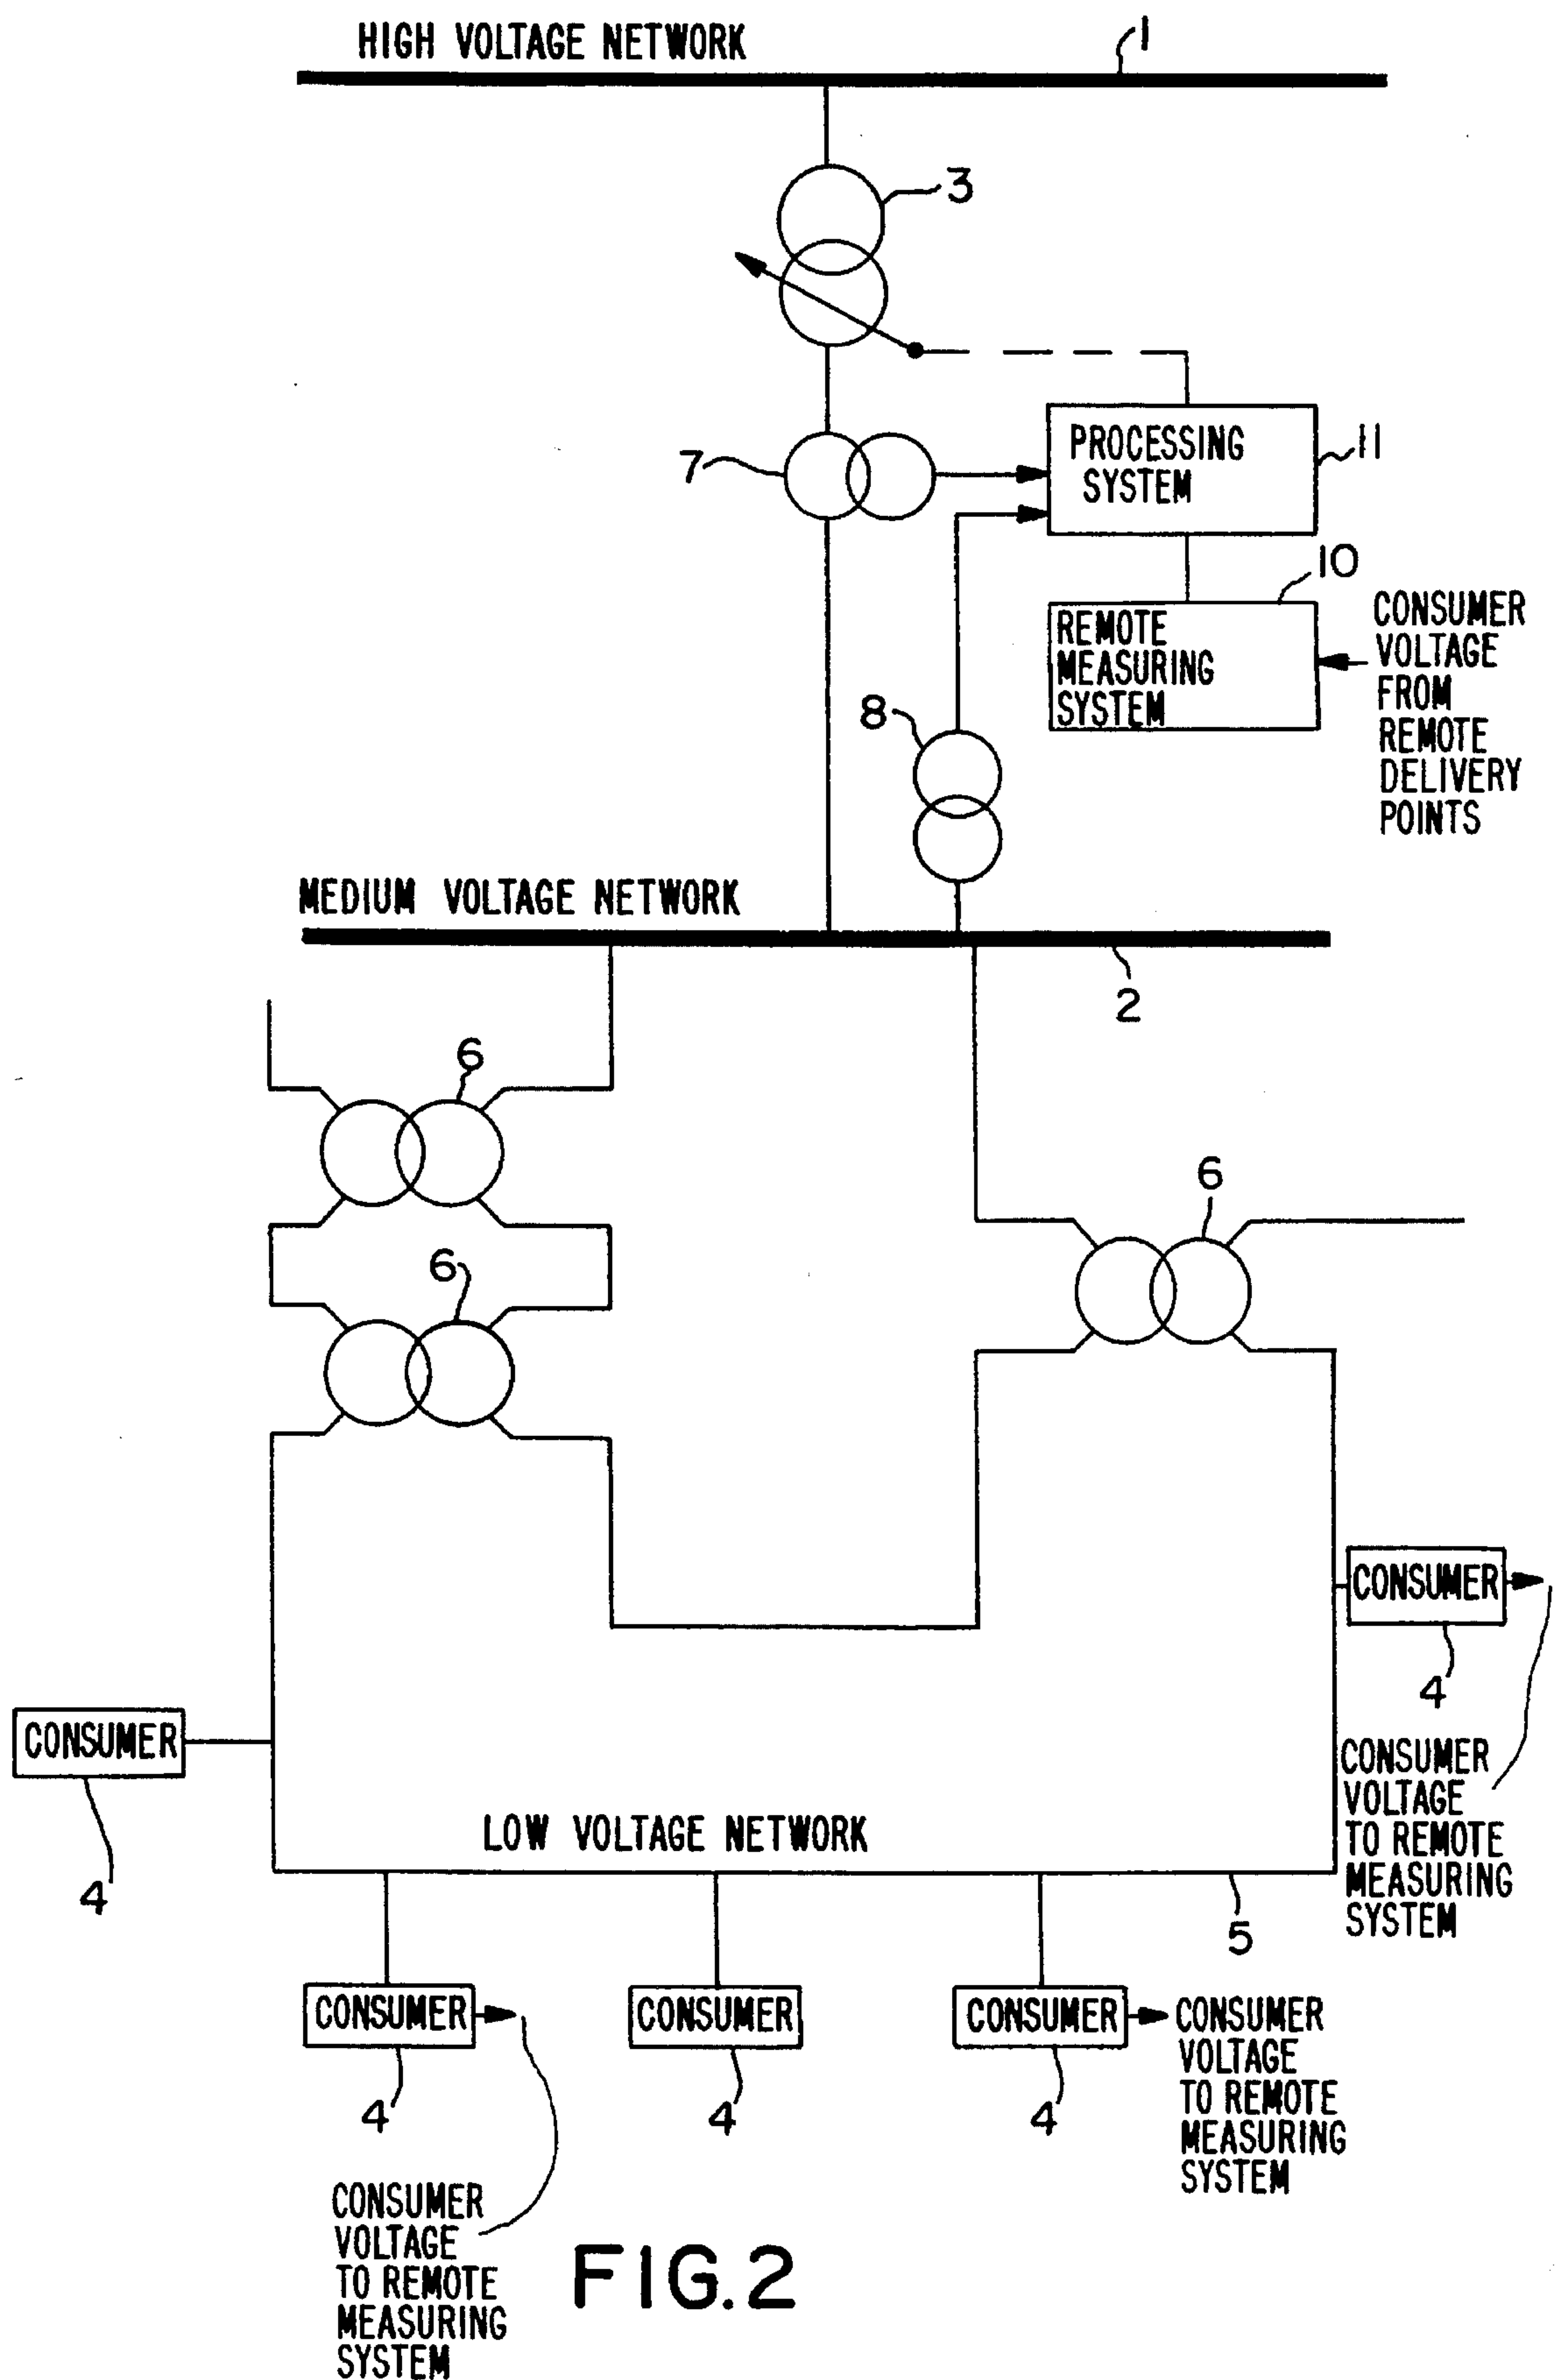 HIGH VOLTAGE NETWORK
1
3
PROCESSING
SYSTEM
11
7
10
REMOTE
MEASURING
SYSTEM
CONSUMER
VOLTAGE
FROM
REMOTE
DELIVERY
POINTS
8
MEDIUM VOLTAGE NETWORK
2
6
6
6
CONSUMER
4
CONSUMER
VOLTAGE
TO REMOTE
MEASURING
SYSTEM
CONSUMER
4
LOW VOLTAGE NETWORK
5
CONSUMER
4
CONSUMER
VOLTAGE
TO REMOTE
MEASURING
SYSTEM
CONSUMER
4
CONSUMER
4
CONSUMER
VOLTAGE
TO REMOTE
MEASURING
SYSTEM
FIG.2